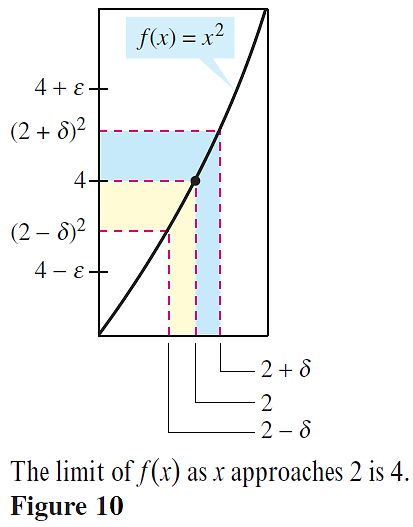 f(x) = x²
4 + ε
(2 + δ)²
4
(2 – δ)²
4 – ε
2 + δ
2
2 – δ
The limit of f(x) as x approaches 2 is 4.
Figure 10